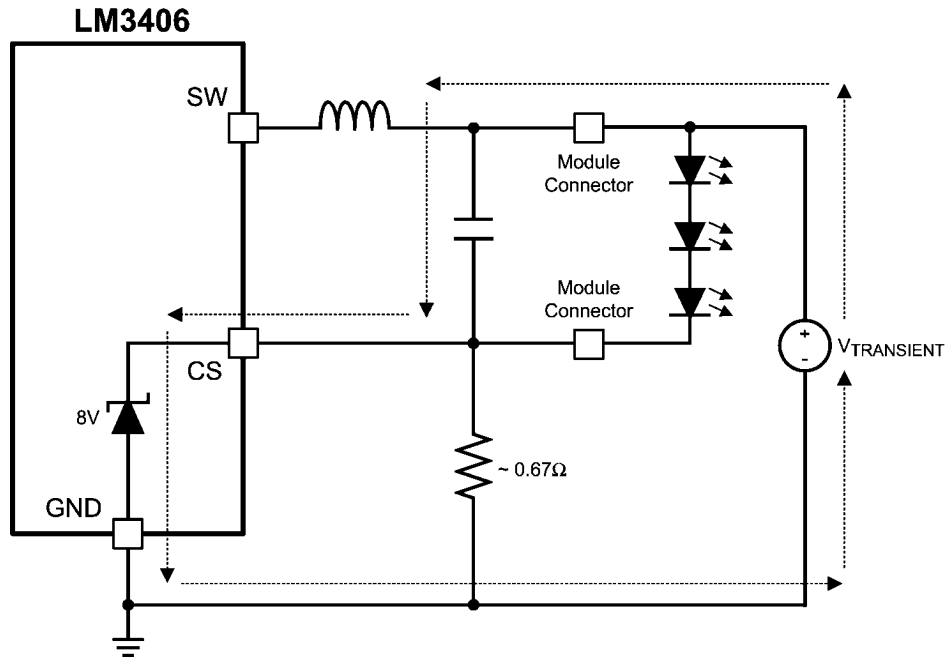 LM3406
SW
Module
Connector
Module
Connector
+
-
VTRANSIENT
CS
8V
~ 0.67Ω
GND